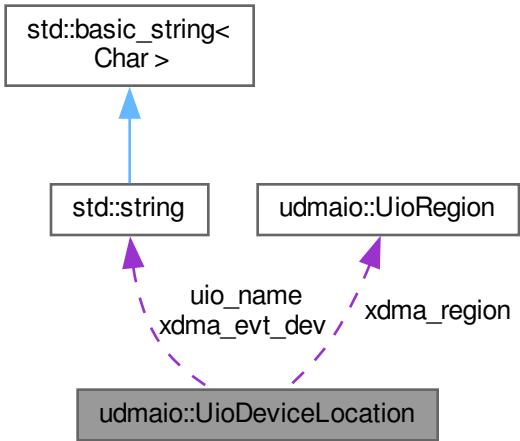 std::basic_string<
Char >
std::string
udmaio::UioRegion
uio_name
xdma_evt_dev
xdma_region
udmaio::UioDeviceLocation